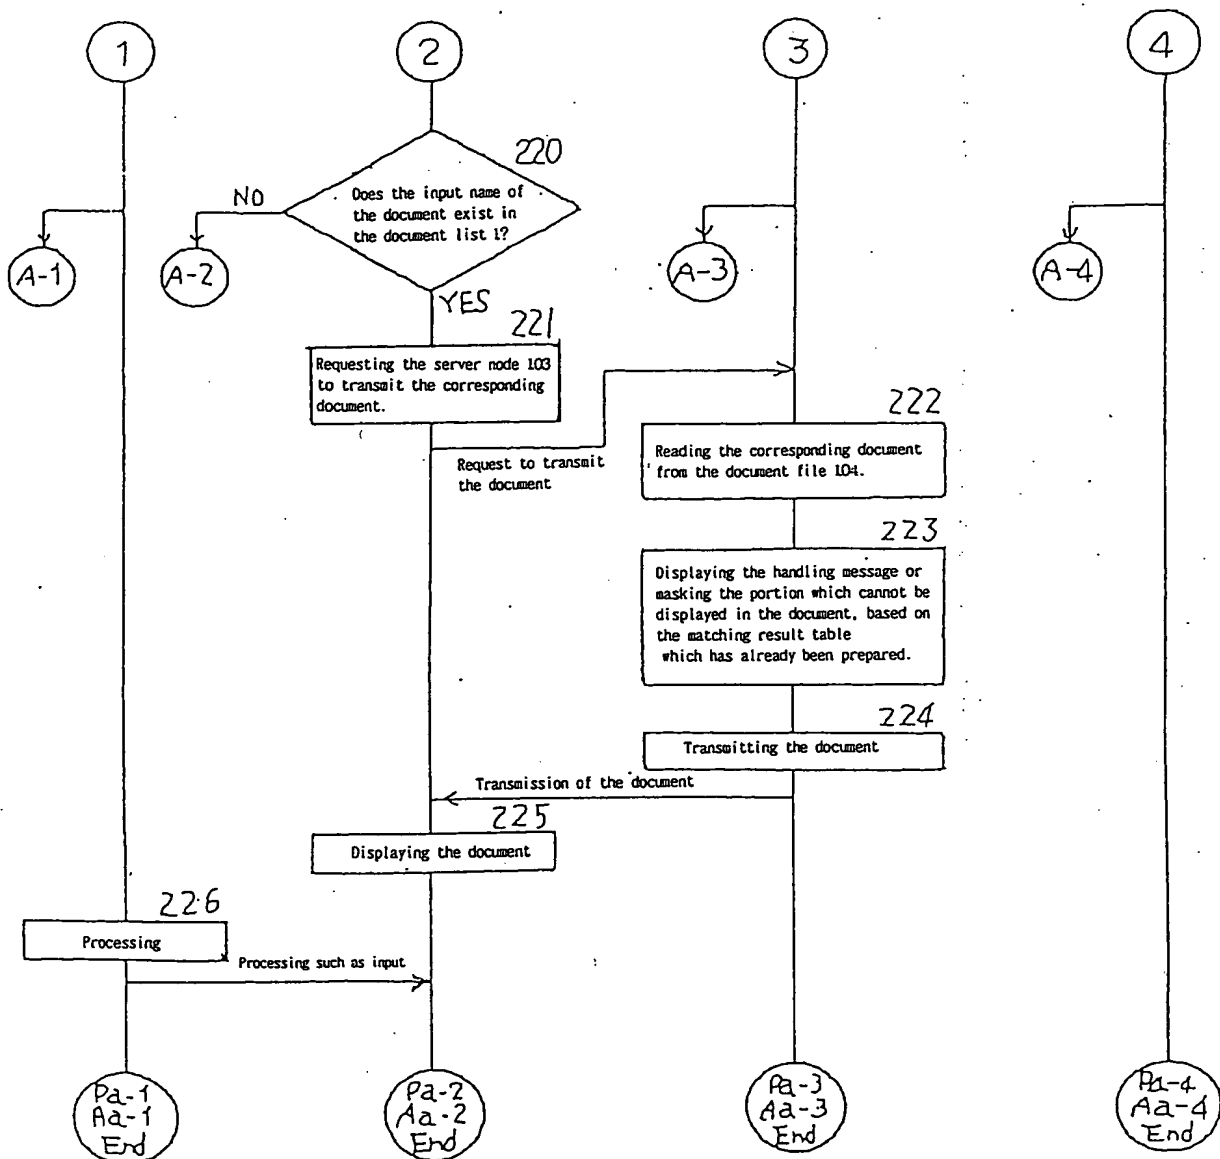 1
2
3
4
220
Does the input name of
the document exist in
the document list 1?
NO
A-1
A-2
A-3
A-4
YES
221
Requesting the server node 103
to transmit the corresponding
document.
Request to transmit
the document
222
Reading the corresponding document
from the document file 104.
223
Displaying the handling message or
masking the portion which cannot be
displayed in the document, based on
the matching result table
which has already been prepared.
224
Transmitting the document
Transmission of the document
225
Displaying the document
226
Processing
Processing such as input
Pa-1
Aa-1
End
Pa-2
Aa-2
End
Pa-3
Aa-3
End
Pa-4
Aa-4
End